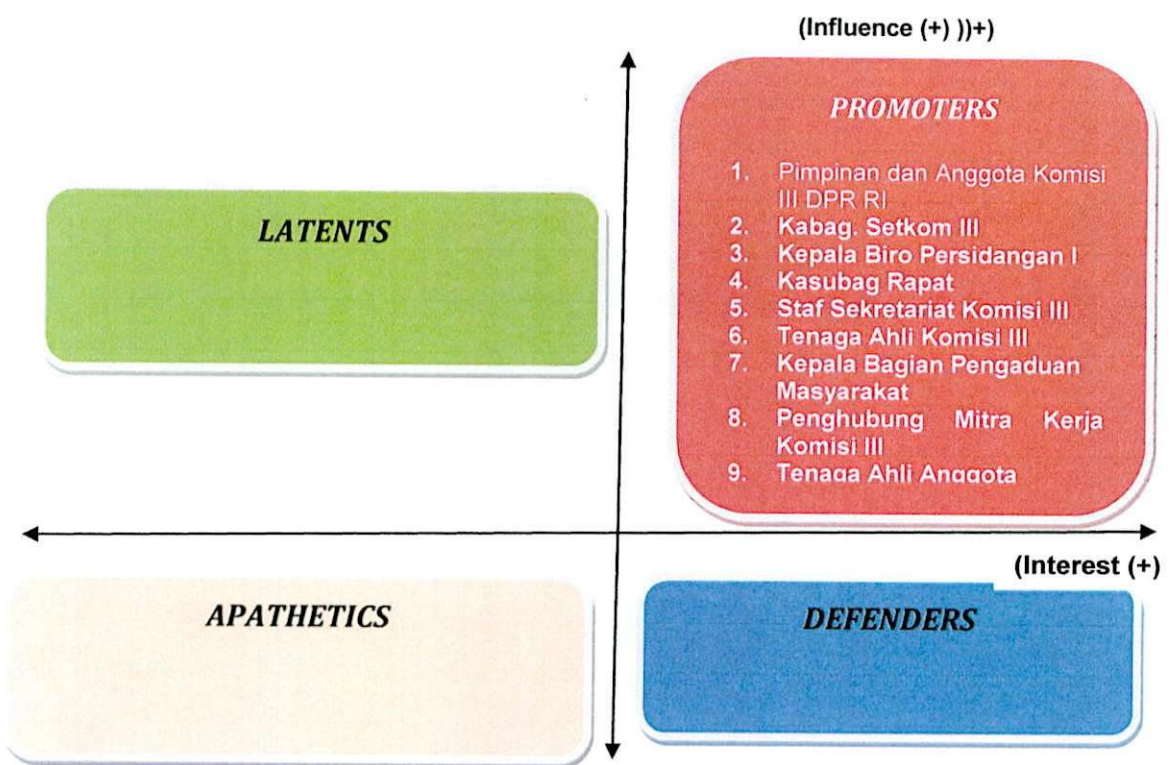 (Influence (+) ))+)
PROMOTERS
1. Pimpinan dan Anggota Komisi
III DPR RI
2. Kabag. Setkom III
3. Kepala Biro Persidangan I
4. Kasubag Rapat
5. Staf Sekretariat Komisi III
6. Tenaga Ahli Komisi III
7. Kepala Bagian Pengaduan
Masyarakat
8. Penghubung Mitra Kerja
Komisi III
9. Tenaga Ahli Anggota
LATENTS
(Interest (+)
APATHETICS
DEFENDERS